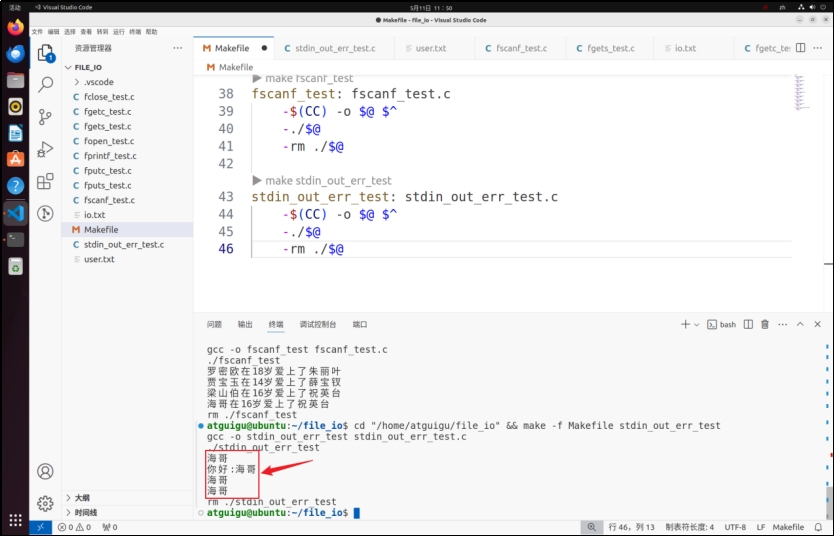 活动
Visual Studio Code
5月11日 11：50
zh
Makefile - file_io - Visual Studio Code
文件 编辑 选择 查看 转到 运行 终端 帮助
资源管理器
Makefile
stdin_out_err_test.c
user.txt
fscanf_test.c
fgets_test.c
io.txt
fgetc_tes
FILE_IO
.vscode
fclose_test.c
fgetc_test.c
fgets_test.c
fopen_test.c
fprintf_test.c
fputc_test.c
fputs_test.c
fscanf_test.c
io.txt
Makefile
stdin_out_err_test.c
user.txt
大纲
时间线
Makefile
make fscanf_test
38 fscanf_test: fscanf_test.c
39 -$(CC) -o $@ $^
40 -./$@
41 -rm ./$@
42
make stdin_out_err_test
43 stdin_out_err_test: stdin_out_err_test.c
44 -$(CC) -o $@ $^
45 -./$@
46 -rm ./$@
问题 输出 终端 调试控制台 端口
bash
gcc -o fscanf_test fscanf_test.c
./fscanf_test
罗密欧在18岁爱上了朱丽叶
贾宝玉在14岁爱上了薛宝钗
梁山伯在16岁爱上了祝英台
海哥在16岁爱上了祝英台
rm ./fscanf_test
atguigu@ubuntu:~/file_io$ cd "/home/atguigu/file_io" && make -f Makefile stdin_out_err_test
gcc -o stdin_out_err_test stdin_out_err_test.c
./stdin_out_err_test
海哥
你好:海哥
海哥
海哥
rm ./stdin_out_err_test
atguigu@ubuntu:~/file_io$
0 0 0
行 46，列 13 制表符长度: 4 UTF-8 LF Makefile